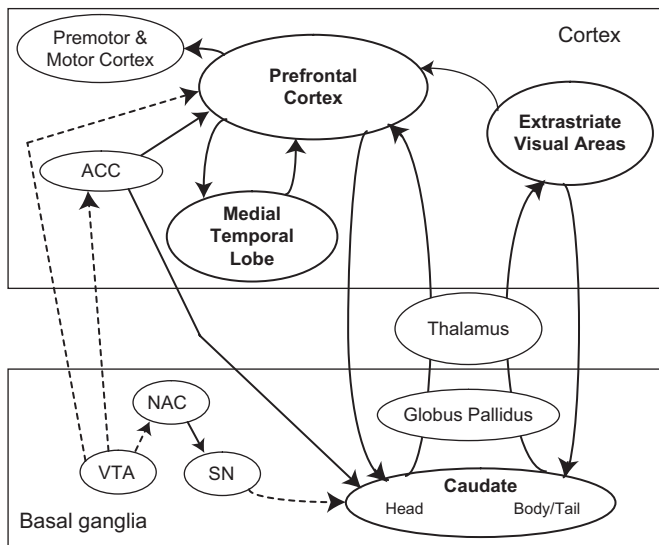 Premotor &
Motor Cortex
Cortex
Prefrontal
Cortex
Extrastriate
Visual Areas
ACC
Medial
Temporal
Lobe
Thalamus
NAC
Globus Pallidus
VTA
SN
Caudate
Head
Body/Tail
Basal ganglia